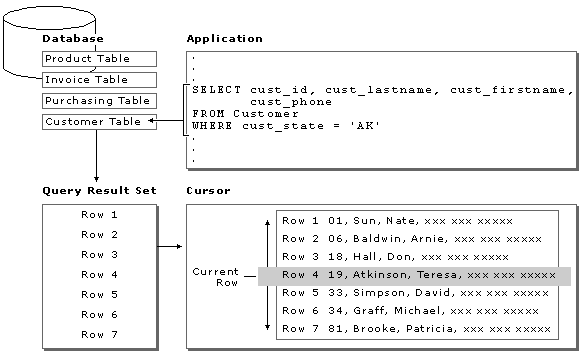 Database
Product Table
Invoice Table
Purchasing Table
Customer Table
Application
.
.
.
SELECT cust_id, cust_lastname, cust_firstname,
cust_phone
FROM Customer
WHERE cust_state = 'AK'
.
.
.
Query Result Set
Row 1
Row 2
Row 3
Row 4
Row 5
Row 6
Row 7
Cursor
Current
Row
Row 1 01, Sun, Nate, xxx xxx xxxxx
Row 2 06, Baldwin, Arnie, xxx xxx xxxxx
Row 3 18, Hall, Don, xxx xxx xxxxx
Row 4 19, Atkinson, Teresa, xxx xxx xxxxx
Row 5 33, Simpson, David, xxx xxx xxxxx
Row 6 34, Graff, Michael, xxx xxx xxxxx
Row 7 81, Brooke, Patricia, xxx xxx xxxxx